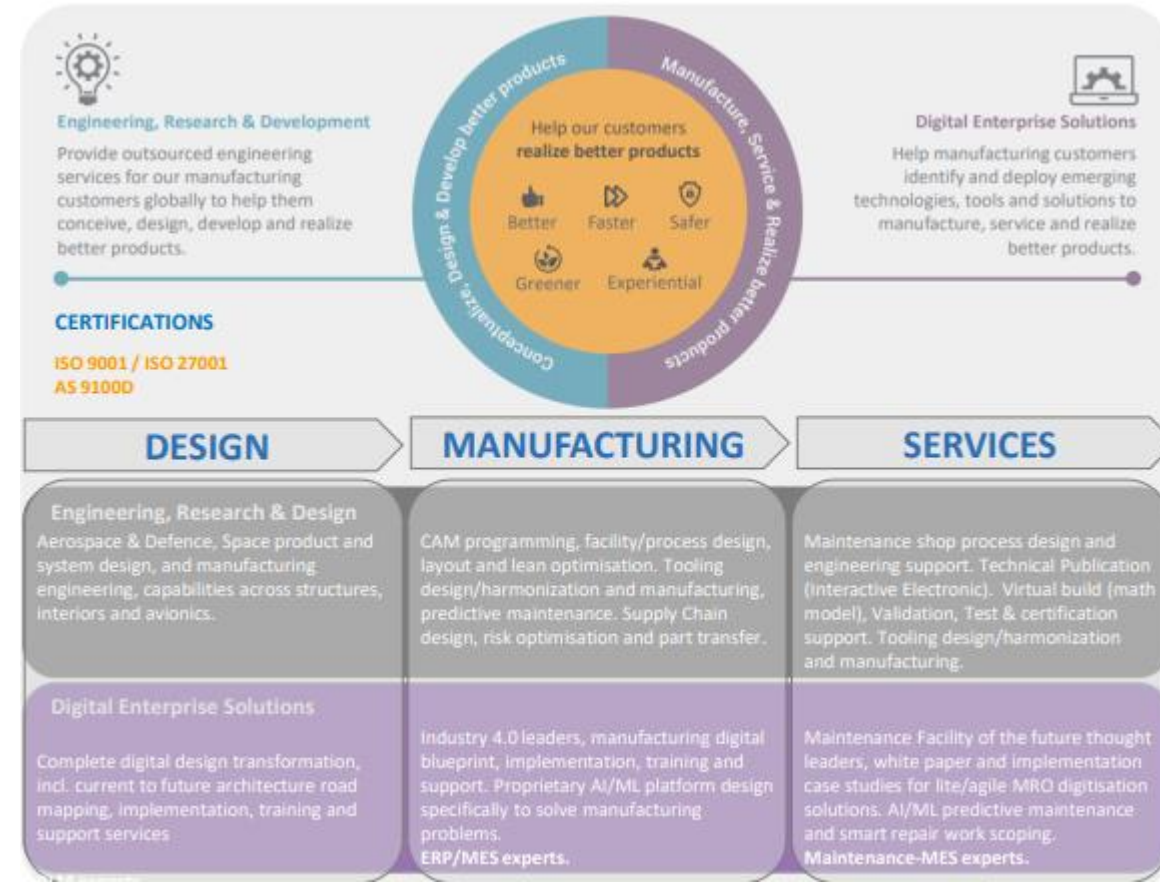 Engineering, Research & Development
Provide outsourced engineering
services for our manufacturing
customers globally to help them
conceive, design, develop and realize
better products.
Conceptualize, Design & Develop better products
Manufacture, Service & Realize better products
Help our customers
realize better products
Better Faster Safer
Greener Experiential
Digital Enterprise Solutions
Help manufacturing customers
identify and deploy emerging
technologies, tools and solutions to
manufacture, service and realize
better products.
CERTIFICATIONS
ISO 9001 / ISO 27001
AS 9100D
DESIGN
MANUFACTURING
SERVICES
Engineering, Research & Design
Aerospace & Defence, Space product and
system design, and manufacturing
engineering, capabilities across structures,
interiors and avionics.
CAM programming, facility/process design,
layout and lean optimisation. Tooling
design/harmonization and manufacturing,
predictive maintenance. Supply Chain
design, risk optimisation and part transfer.
Maintenance shop process design and
engineering support. Technical Publication
(Interactive Electronic). Virtual build (math
model), Validation, Test & certification
support. Tooling design/harmonization
and manufacturing.
Digital Enterprise Solutions
Complete digital design transformation,
incl. current to future architecture road
mapping, implementation, training and
support services
Industry 4.0 leaders, manufacturing digital
blueprint, implementation, training and
support. Proprietary AI/ML platform design
specifically to solve manufacturing
problems.
ERP/MES experts.
Maintenance Facility of the future thought
leaders, white paper and implementation
case studies for lite/agile MRO digitisation
solutions. AI/ML predictive maintenance
and smart repair work scoping.
Maintenance-MES experts.